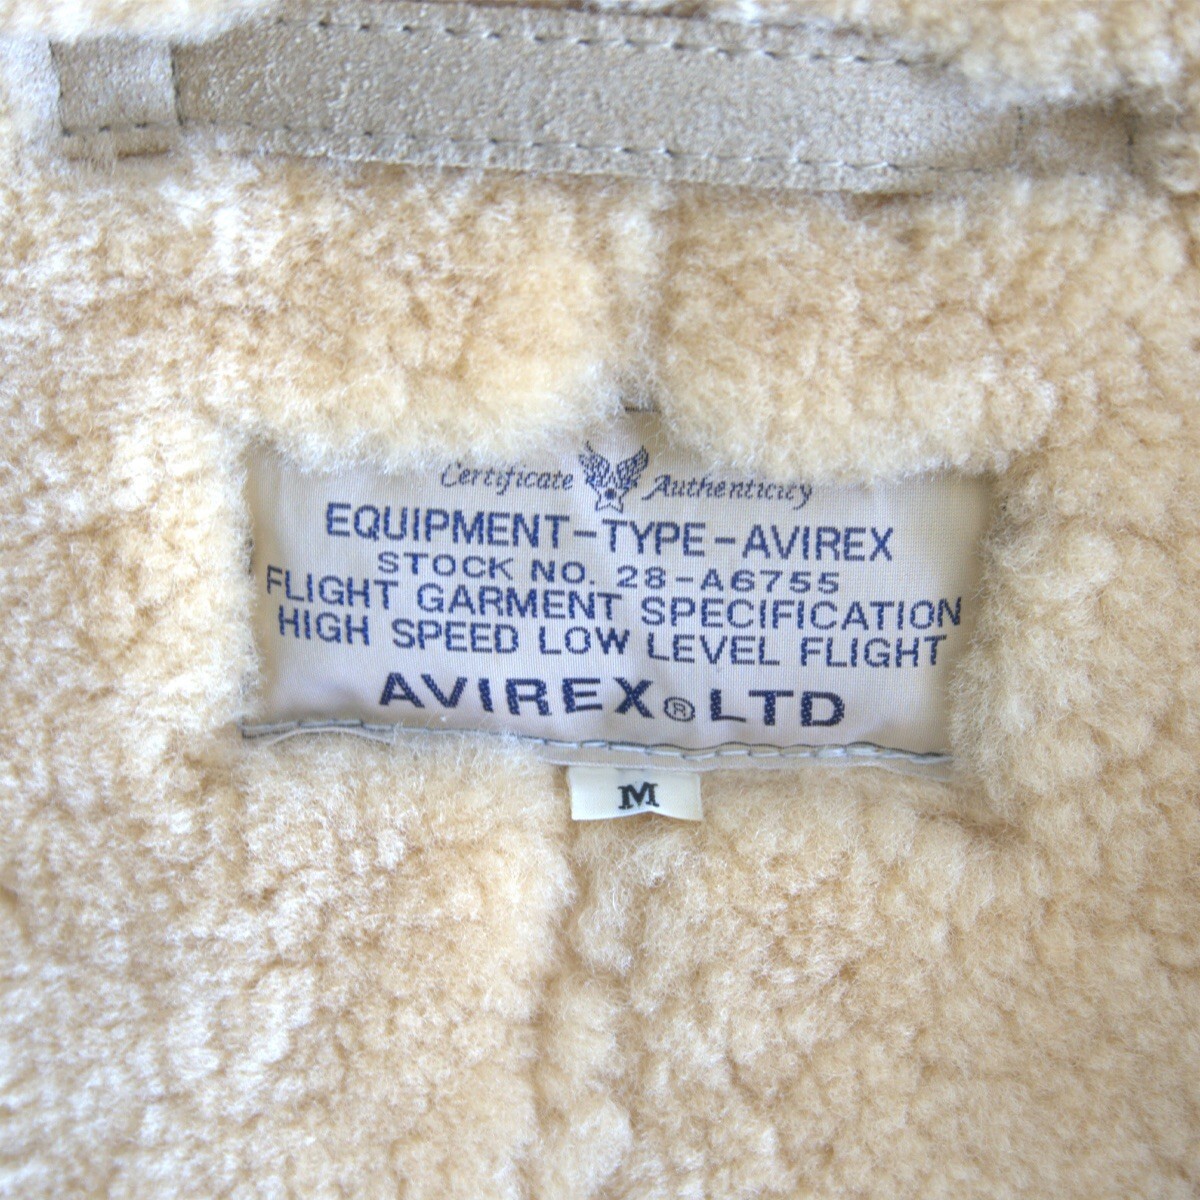 Certificate Authenticity
EQUIPMENT-TYPE-AVIREX
STOCK NO. 28-A6755
FLIGHT GARMENT SPECIFICATION
HIGH SPEED LOW LEVEL FLIGHT
AVIREX ® LTD
M